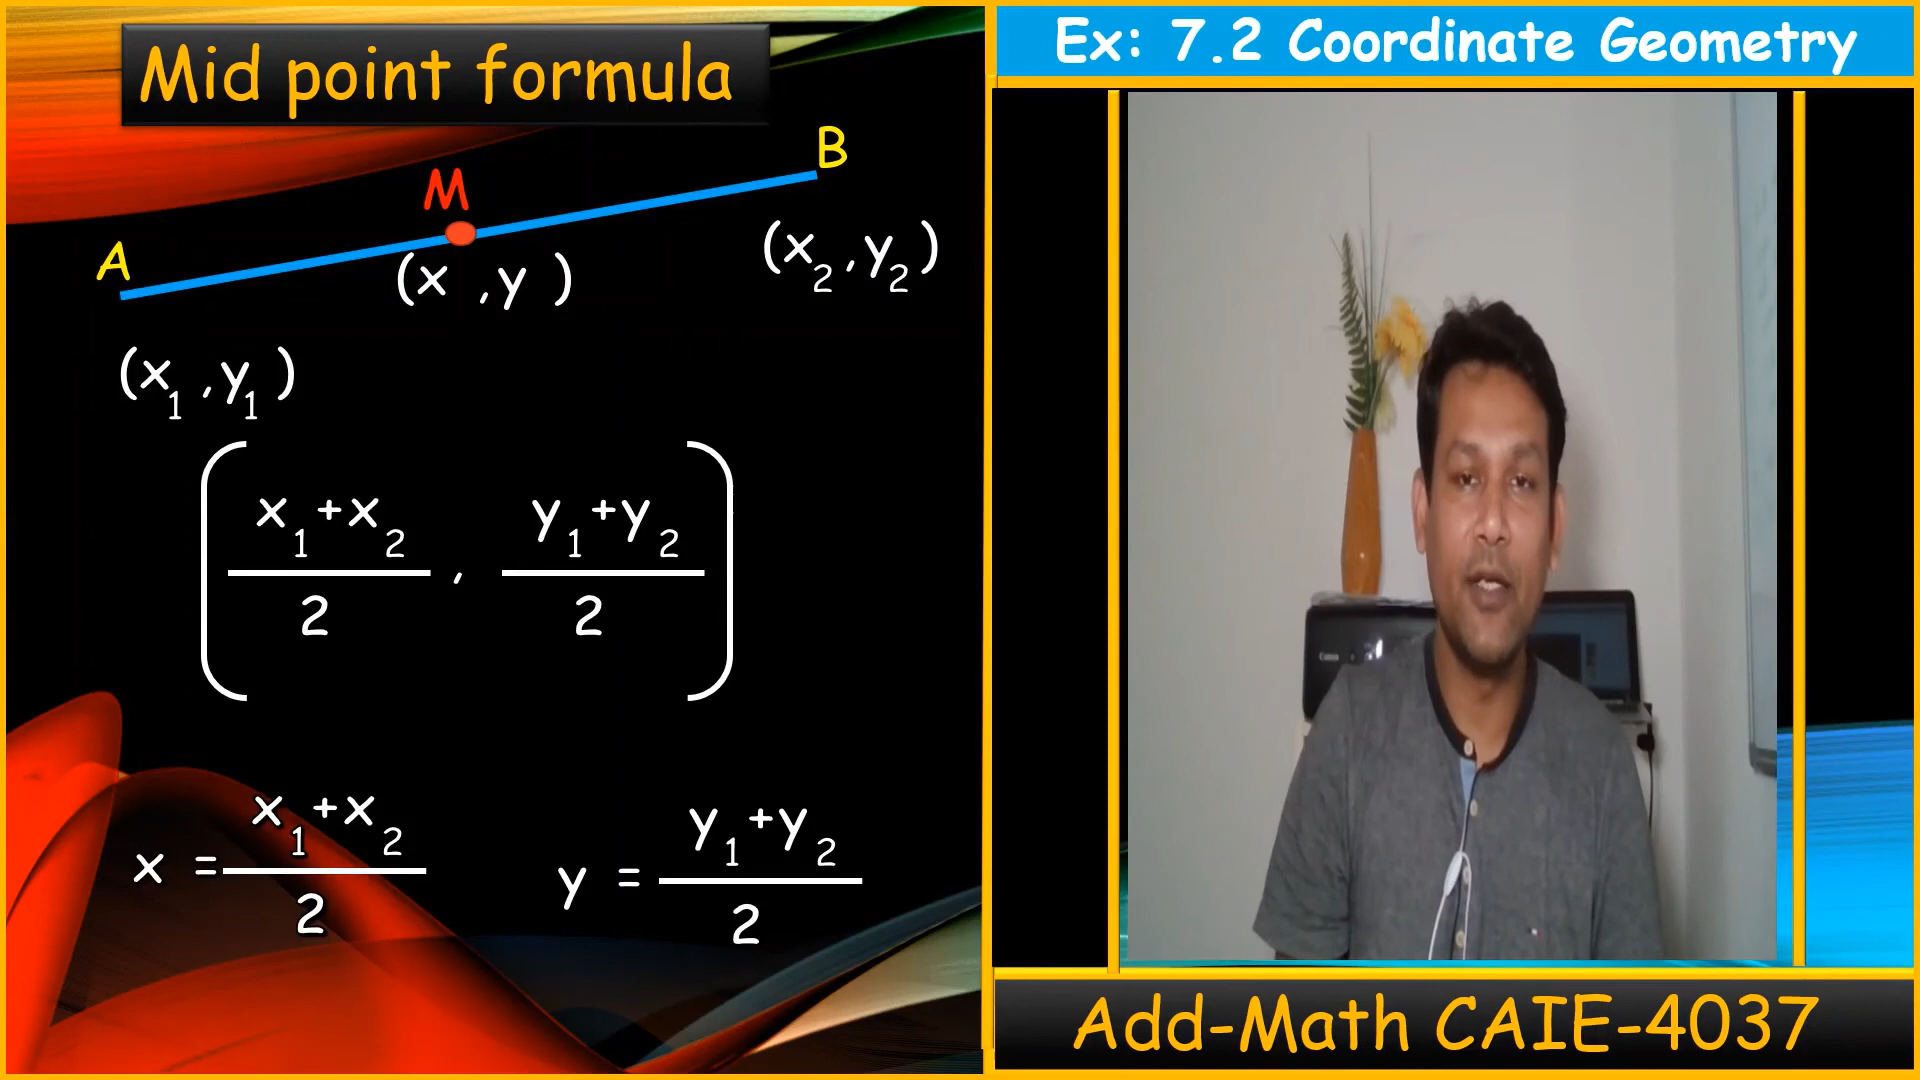 Mid point formula
Ex: 7.2 Coordinate Geometry
B
M
A
(x , y )
(x₂ , y₂ )
(x₁ , y₁ )
( x₁+x₂ / 2 , y₁+y₂ / 2 )
x = x₁+x₂ / 2
y = y₁+y₂ / 2
Canon
Add-Math CAIE-4037